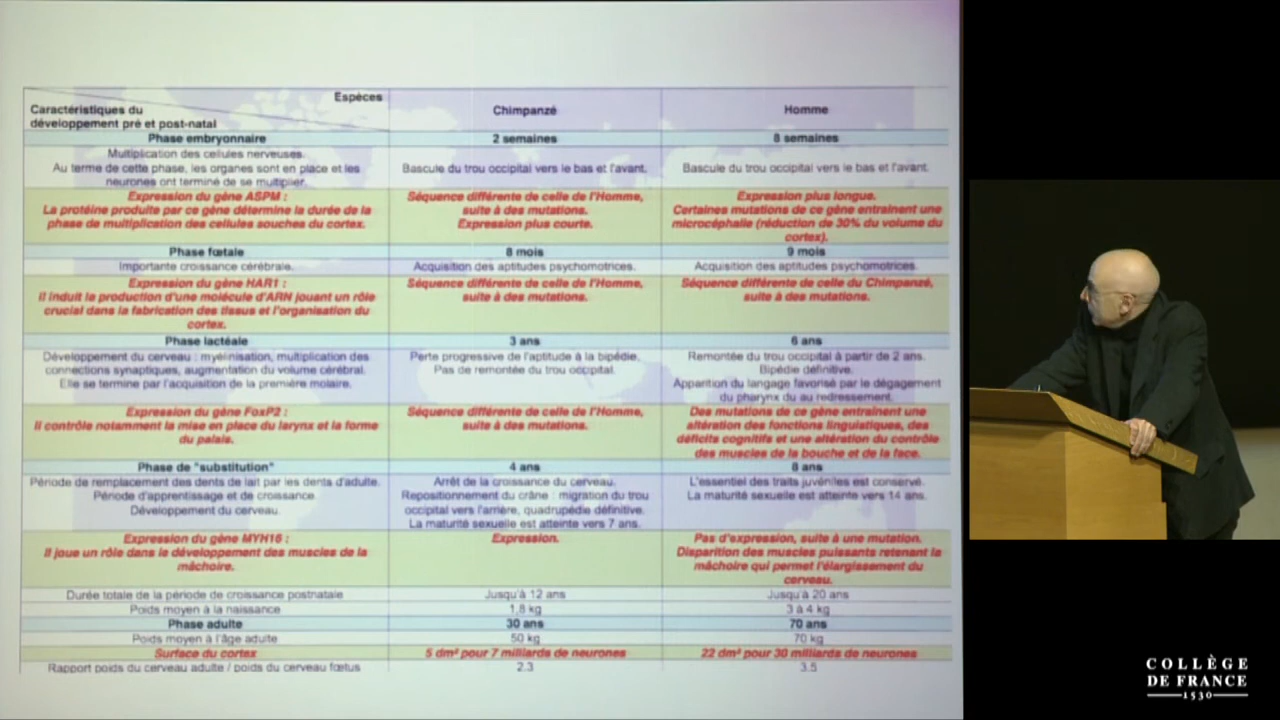 Espèces
Caractéristiques du
développement pré et post-natal
Chimpanzé
Homme
Phase embryonnaire
2 semaines
8 semaines
Multiplication des cellules nerveuses.
Au terme de cette phase, les organes sont en place et les
neurones ont terminé de se multiplier.
Bascule du trou occipital vers le bas et l'avant.
Bascule du trou occipital vers le bas et l'avant.
Expression du gène ASPM :
La protéine produite par ce gène détermine la durée de la
phase de multiplication des cellules souches du cortex.
Séquence différente de celle de l'Homme,
suite à des mutations.
Expression plus courte.
Expression plus longue.
Certaines mutations de ce gène entraînent une
microcéphalie (réduction de 30% du volume du
cortex).
Phase fœtale
8 mois
9 mois
Importante croissance cérébrale.
Acquisition des aptitudes psychomotrices.
Acquisition des aptitudes psychomotrices.
Expression du gène HAR1 :
Il induit la production d'une molécule d'ARN jouant un rôle
crucial dans la fabrication des tissus et l'organisation du
cortex.
Séquence différente de celle de l'Homme,
suite à des mutations.
Séquence différente de celle du Chimpanzé,
suite à des mutations.
Phase lactéale
3 ans
6 ans
Développement du cerveau : myélinisation, multiplication des
connections synaptiques, augmentation du volume cérébral.
Elle se termine par l'acquisition de la première molaire.
Perte progressive de l'aptitude à la bipédie.
Pas de remontée du trou occipital.
Remontée du trou occipital à partir de 2 ans.
Bipédie définitive.
Apparition du langage favorisé par le dégagement
du pharynx du au redressement.
Expression du gène FoxP2 :
Il contrôle notamment la mise en place du larynx et la forme
du palais.
Séquence différente de celle de l'Homme,
suite à des mutations.
Des mutations de ce gène entraînent une
altération des fonctions linguistiques, des
déficits cognitifs et une altération du contrôle
des muscles de la bouche et de la face.
Phase de "substitution"
4 ans
8 ans
Période de remplacement des dents de lait par les dents d'adulte.
Période d'apprentissage et de croissance.
Développement du cerveau.
Arrêt de la croissance du cerveau.
Repositionnement du crâne : migration du trou
occipital vers l'arrière, quadrupédie définitive.
La maturité sexuelle est atteinte vers 7 ans.
L'essentiel des traits juvéniles est conservé.
La maturité sexuelle est atteinte vers 14 ans.
Expression du gène MYH16 :
Il joue un rôle dans le développement des muscles de la
mâchoire.
Expression.
Pas d'expression, suite à une mutation.
Disparition des muscles puissants retenant la
mâchoire qui permet l'élargissement du
cerveau.
Durée totale de la période de croissance postnatale
Jusqu'à 12 ans
Jusqu'à 20 ans
Poids moyen à la naissance
1,8 kg
3 à 4 kg
Phase adulte
30 ans
70 ans
Poids moyen à l'âge adulte
50 kg
70 kg
Surface du cortex
5 dm² pour 7 milliards de neurones
22 dm² pour 30 milliards de neurones
Rapport poids du cerveau adulte / poids du cerveau fœtus
2.3
3.5
COLLÈGE
DE FRANCE
1530